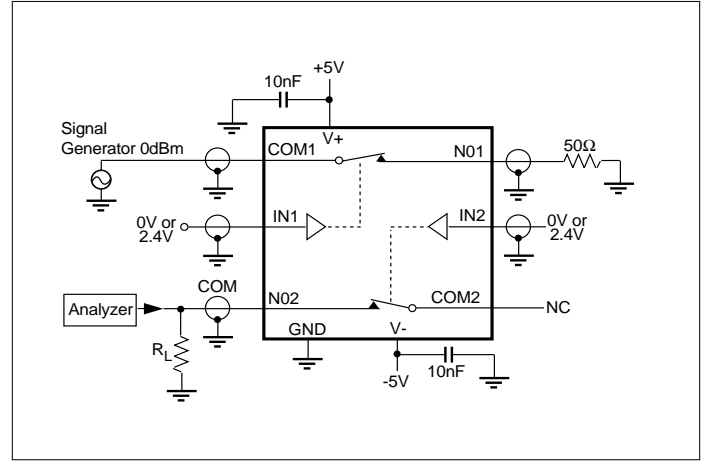 +5V
10nF
Signal
Generator 0dBm
V+
COM1
N01
50Ω
0V or
2.4V
IN1
IN2
0V or
2.4V
COM
N02
COM2
NC
Analyzer
GND
V-
RL
-5V
10nF